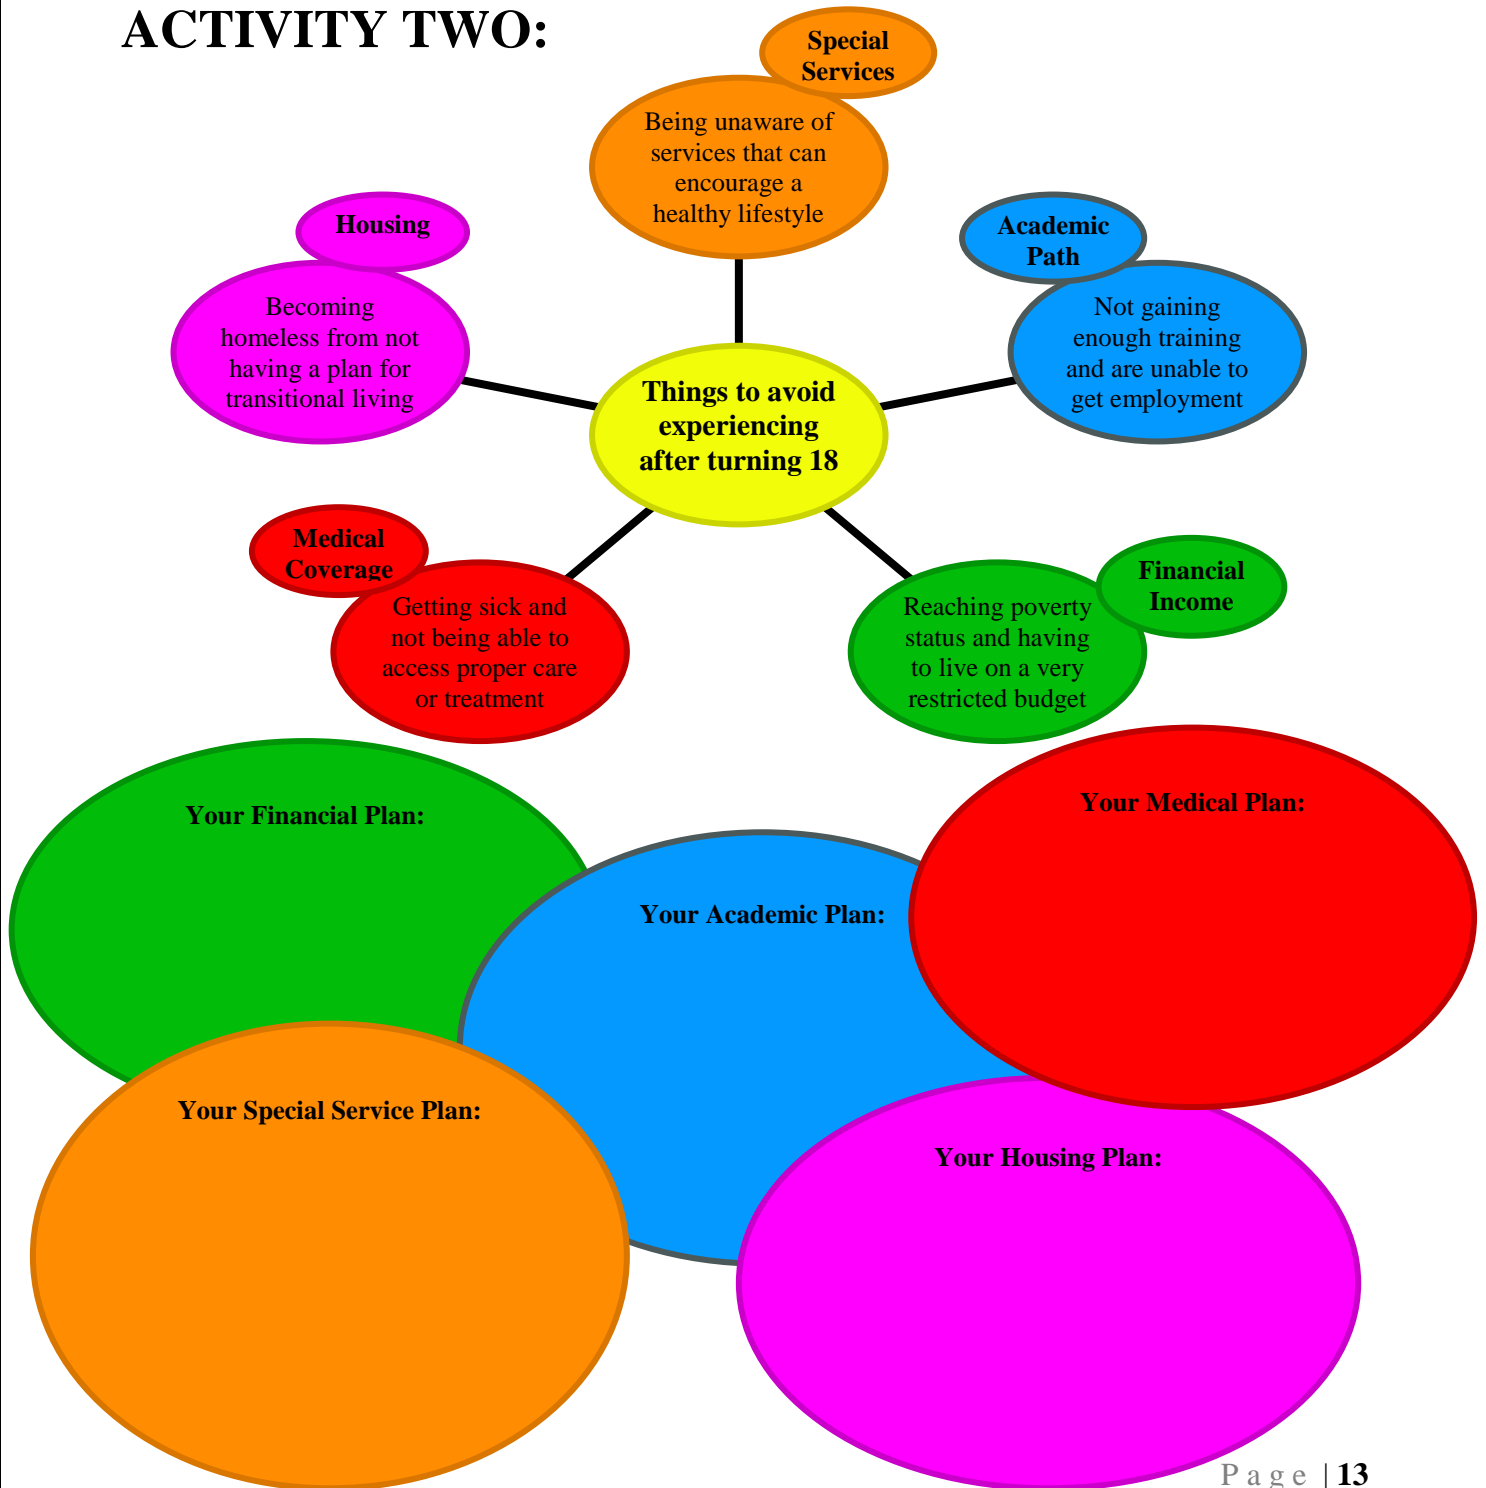 ACTIVITY TWO:
Special
Services
Being unaware of
services that can
encourage a
healthy lifestyle
Housing
Becoming
homeless from not
having a plan for
transitional living
Academic
Path
Not gaining
enough training
and are unable to
get employment
Things to avoid
experiencing
after turning 18
Medical
Coverage
Getting sick and
not being able to
access proper care
or treatment
Financial
Income
Reaching poverty
status and having
to live on a very
restricted budget
Your Financial Plan:
Your Medical Plan:
Your Academic Plan:
Your Special Service Plan:
Your Housing Plan:
Page | 13